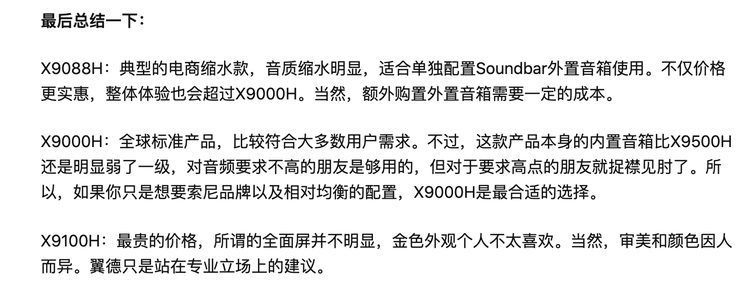 最后总结一下：
X9088H：典型的电商缩水款，音质缩水明显，适合单独配置Soundbar外置音箱使用。不仅价格
更实惠，整体体验也会超过X9000H。当然，额外购置外置音箱需要一定的成本。
X9000H：全球标准产品，比较符合大多数用户需求。不过，这款产品本身的内置音箱比X9500H
还是明显弱了一级，对音频要求不高的朋友是够用的，但对于要求高点的朋友就捉襟见肘了。所
以，如果你只是想要索尼品牌以及相对均衡的配置，X9000H是最合适的选择。
X9100H：最贵的价格，所谓的全面屏并不明显，金色外观个人不太喜欢。当然，审美和颜色因人
而异。翼德只是站在专业立场上的建议。